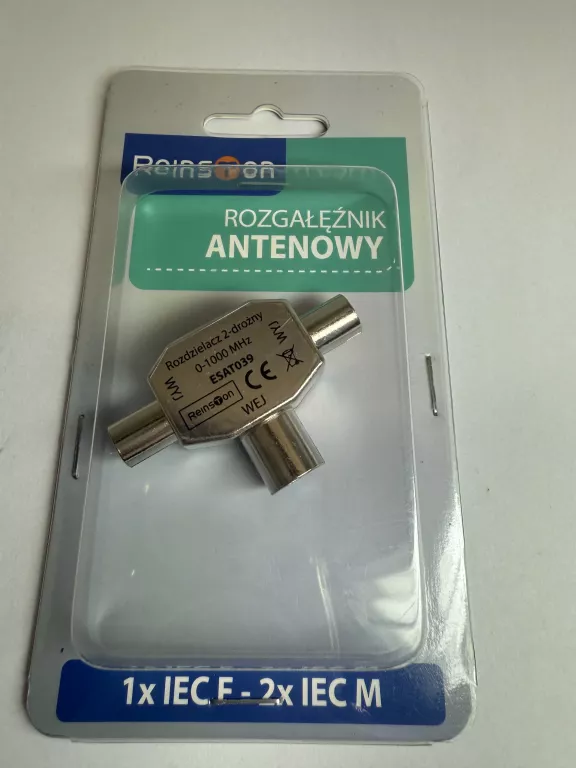 Reinston
ROZGAŁĘŹNIK
ANTENOWY
Rozdzielacz 2-drożny
0-1000 MHz
ESAT039
WYJ
WYJ
CE
Reinston
WEJ
1x IEC F - 2x IEC M